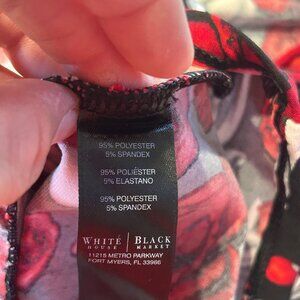 95% POLYESTER
5% SPANDEX
95% POLIÉSTER
5% ELASTANO
95% POLYESTER
5% SPANDEX
WHITE | BLACK
HOUSE | MARKET
11215 METRO PARKWAY
FORT MYERS, FL 33966